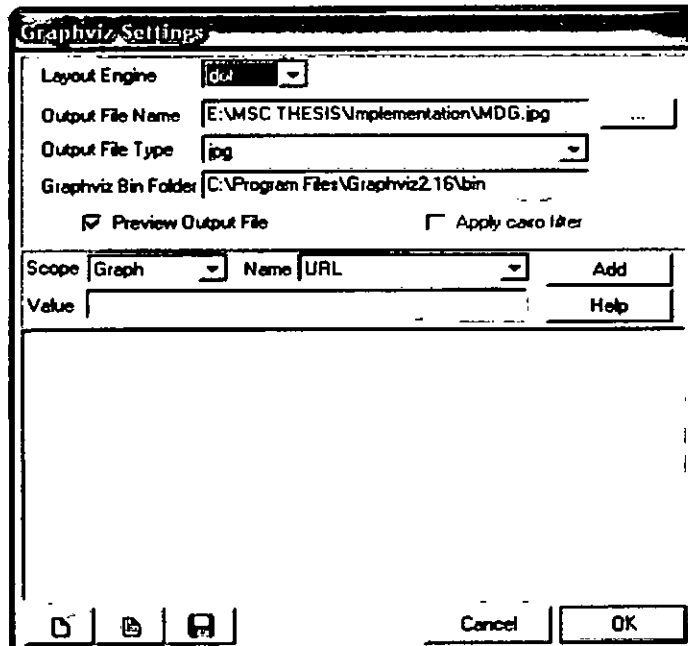 Graphviz Settings
Layout Engine dot
Output File Name E:\MSC THESIS\Implementation\MDG.jpg ...
Output File Type jpg
Graphviz Bin Folder C:\Program Files\Graphviz2.16\bin
Preview Output File Apply cairo filter
Scope Graph Name URL Add
Value Help
Cancel OK